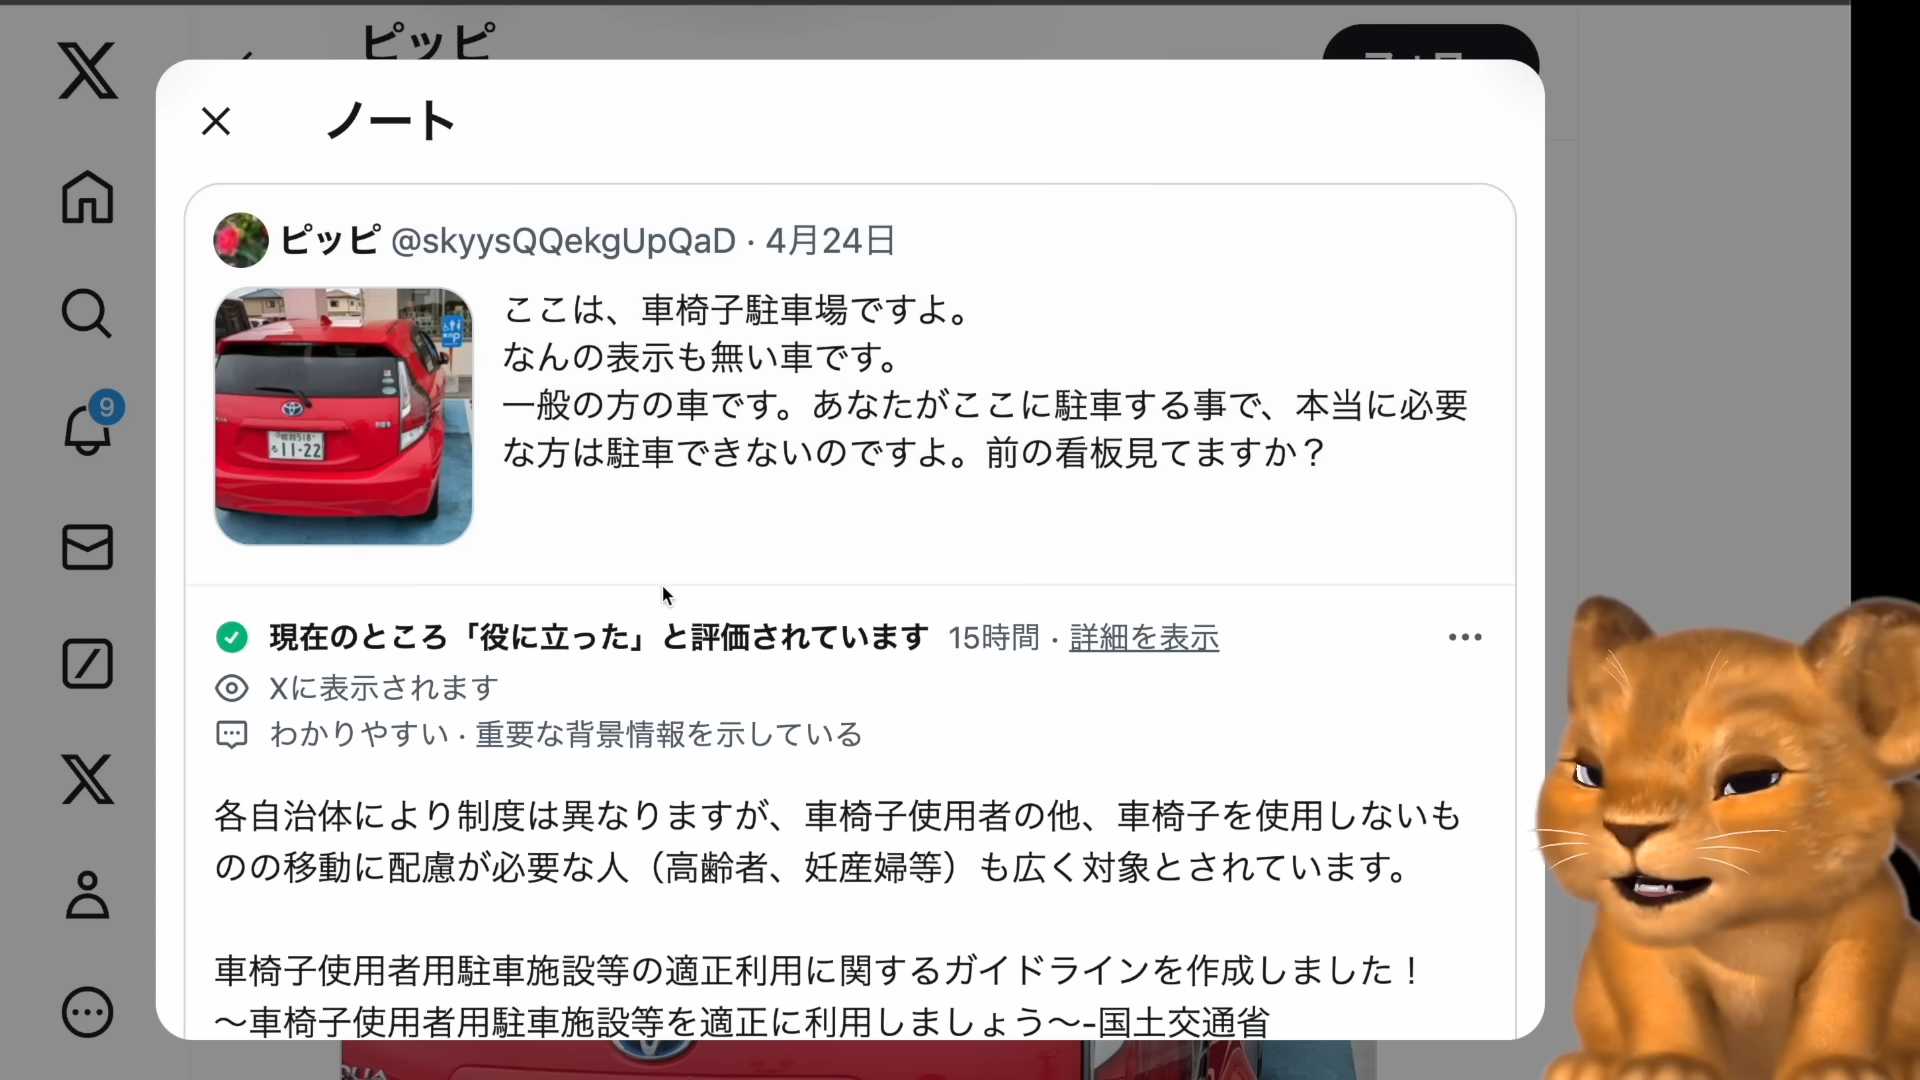 ピッピ
ノート
ピッピ @skyysQQekgUpQaD · 4月24日
ここは、車椅子駐車場ですよ。
なんの表示も無い車です。
一般の方の車です。あなたがここに駐車する事で、本当に必要
な方は駐車できないのですよ。前の看板見てますか？
11-22
9
現在のところ「役に立った」と評価されています 15時間 · 詳細を表示
Xに表示されます
わかりやすい · 重要な背景情報を示している
各自治体により制度は異なりますが、車椅子使用者の他、車椅子を使用しないも
のの移動に配慮が必要な人（高齢者、妊産婦等）も広く対象とされています。
車椅子使用者用駐車施設等の適正利用に関するガイドラインを作成しました！
〜車椅子使用者用駐車施設等を適正に利用しましょう〜-国土交通省